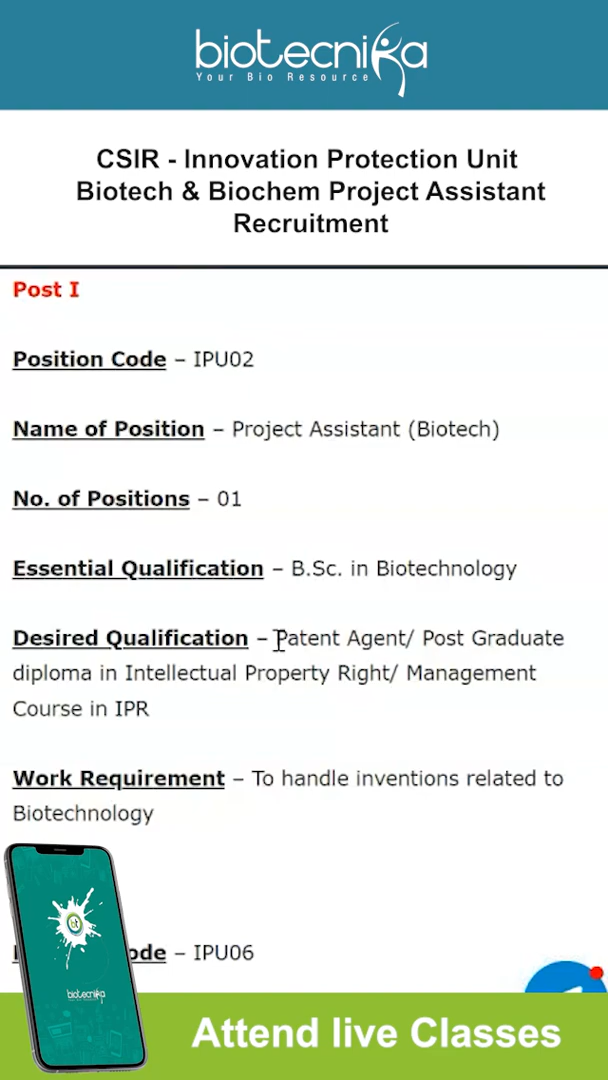 biotecnika
Your Bio Resource
CSIR - Innovation Protection Unit
Biotech & Biochem Project Assistant
Recruitment
Post I
Position Code – IPU02
Name of Position – Project Assistant (Biotech)
No. of Positions – 01
Essential Qualification – B.Sc. in Biotechnology
Desired Qualification – Patent Agent/ Post Graduate
diploma in Intellectual Property Right/ Management
Course in IPR
Work Requirement – To handle inventions related to
Biotechnology
ode – IPU06
bt
biotecnika
Attend live Classes